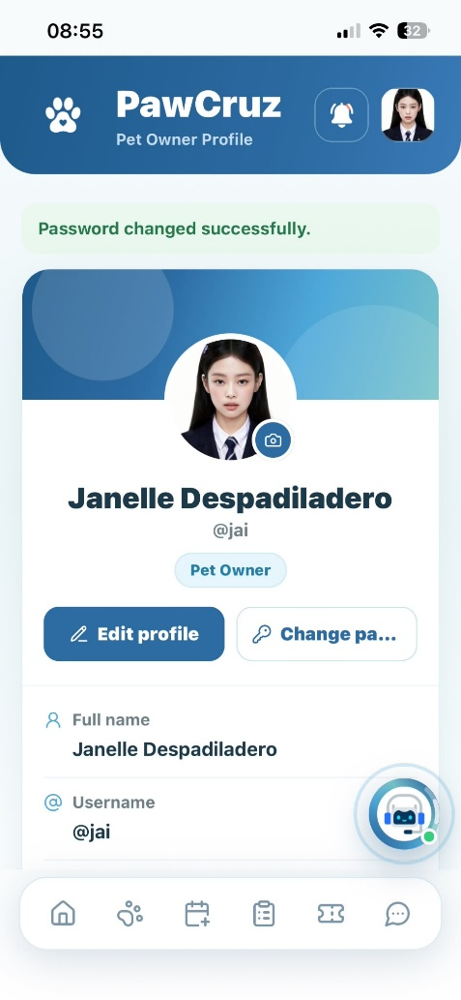 08:55
32
PawCruz
Pet Owner Profile
Password changed successfully.
Janelle Despadiladero
@jai
Pet Owner
Edit profile
Change pa...
Full name
Janelle Despadiladero
Username
@jai